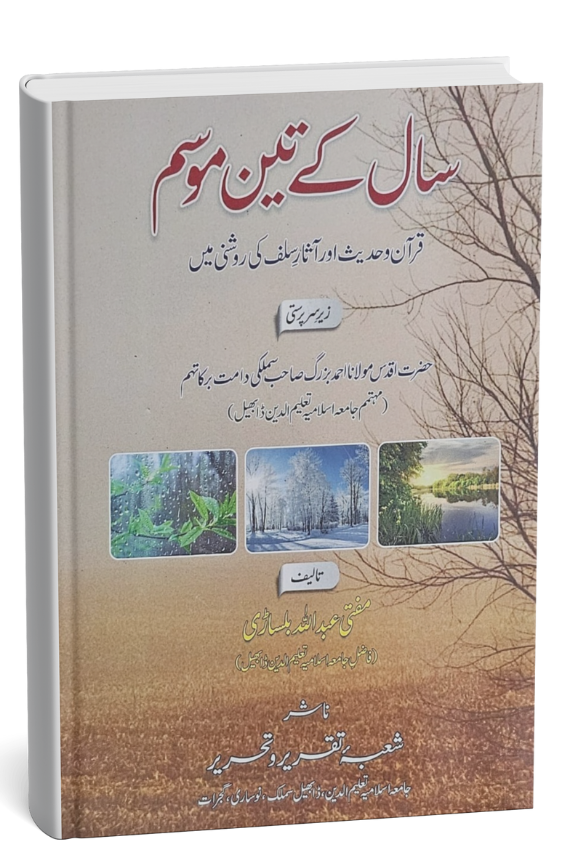 سال کے تین موسم
قرآن وحدیث اور آثارِ سلف کی روشنی میں
زیر سرپرستی
حضرت اقدس مولانا احمد بزرگ صاحب سملکی دامت برکاتہم
(مہتمم جامعہ اسلامیہ تعلیم الدین ڈابھیل)
تالیف
مفتی عبداللہ بلساڑی
(فاضل جامعہ اسلامیہ تعلیم الدین ڈابھیل)
ناشر
شعبۂ تقریر وتحریر
جامعہ اسلامیہ تعلیم الدین، ڈابھیل سملک، نوساری، گجرات